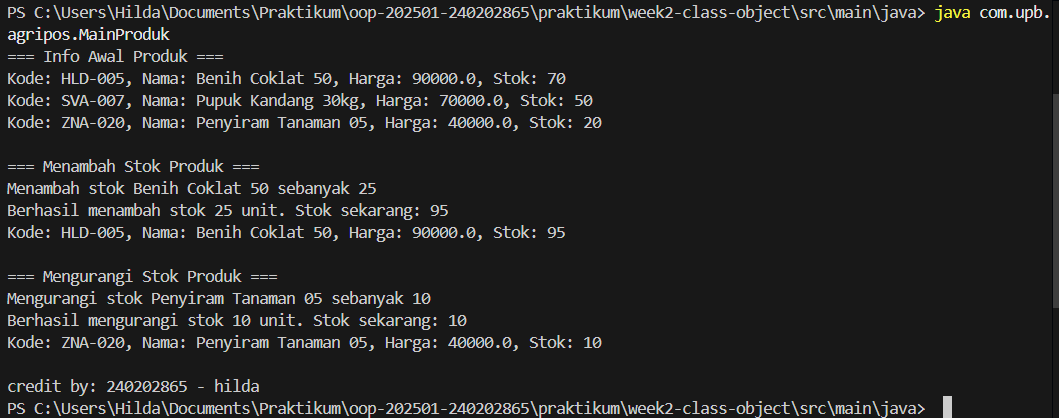 PS C:\Users\Hilda\Documents\Praktikum\oop-202501-240202865\praktikum\week2-class-object\src\main\java> java com.upb.
agripos.MainProduk
=== Info Awal Produk ===
Kode: HLD-005, Nama: Benih Coklat 50, Harga: 90000.0, Stok: 70
Kode: SVA-007, Nama: Pupuk Kandang 30kg, Harga: 70000.0, Stok: 50
Kode: ZNA-020, Nama: Penyiram Tanaman 05, Harga: 40000.0, Stok: 20

=== Menambah Stok Produk ===
Menambah stok Benih Coklat 50 sebanyak 25
Berhasil menambah stok 25 unit. Stok sekarang: 95
Kode: HLD-005, Nama: Benih Coklat 50, Harga: 90000.0, Stok: 95

=== Mengurangi Stok Produk ===
Mengurangi stok Penyiram Tanaman 05 sebanyak 10
Berhasil mengurangi stok 10 unit. Stok sekarang: 10
Kode: ZNA-020, Nama: Penyiram Tanaman 05, Harga: 40000.0, Stok: 10

credit by: 240202865 - hilda
PS C:\Users\Hilda\Documents\Praktikum\oop-202501-240202865\praktikum\week2-class-object\src\main\java>